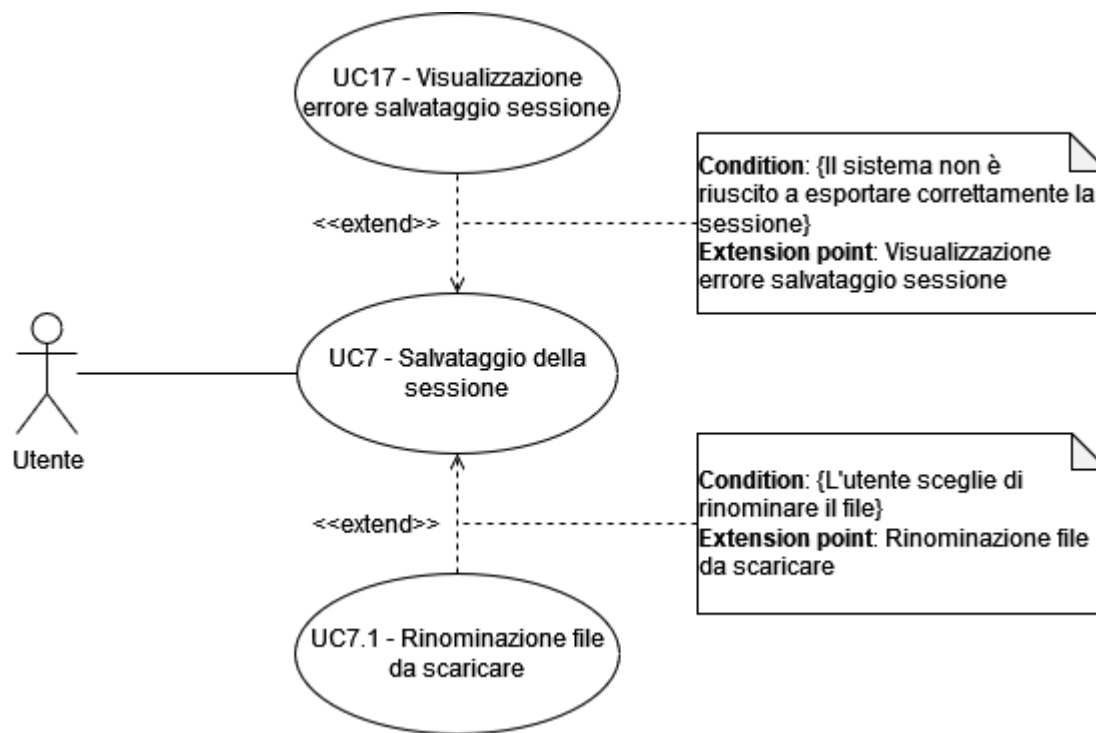 UC17 - Visualizzazione
errore salvataggio sessione
<<extend>>
Condition: {Il sistema non è
riuscito a esportare correttamente la
sessione}
Extension point: Visualizzazione
errore salvataggio sessione
UC7 - Salvataggio della
sessione
Utente
<<extend>>
Condition: {L'utente sceglie di
rinominare il file}
Extension point: Rinominazione file
da scaricare
UC7.1 - Rinominazione file
da scaricare